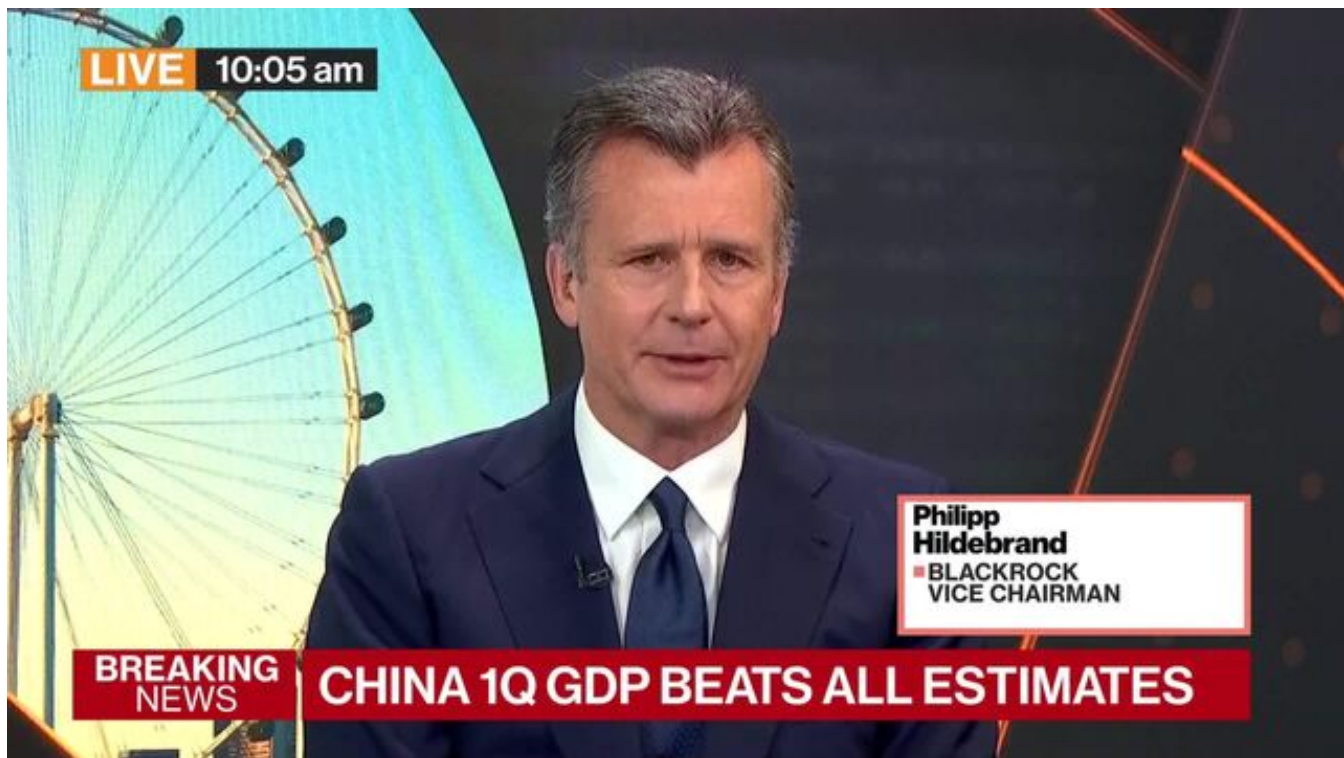 LIVE 10:05 am
Philipp
Hildebrand
BLACKROCK
VICE CHAIRMAN
BREAKING
NEWS
CHINA 1Q GDP BEATS ALL ESTIMATES